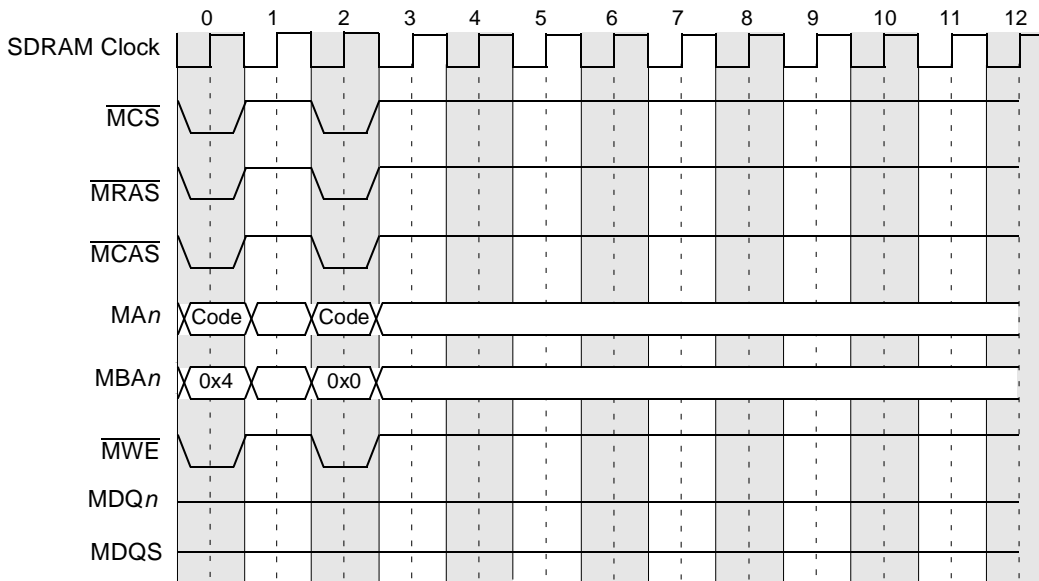 0 1 2 3 4 5 6 7 8 9 10 11 12
SDRAM Clock
MCS
MRAS
MCAS
MAn Code Code
MBAn 0x4 0x0
MWE
MDQn
MDQS